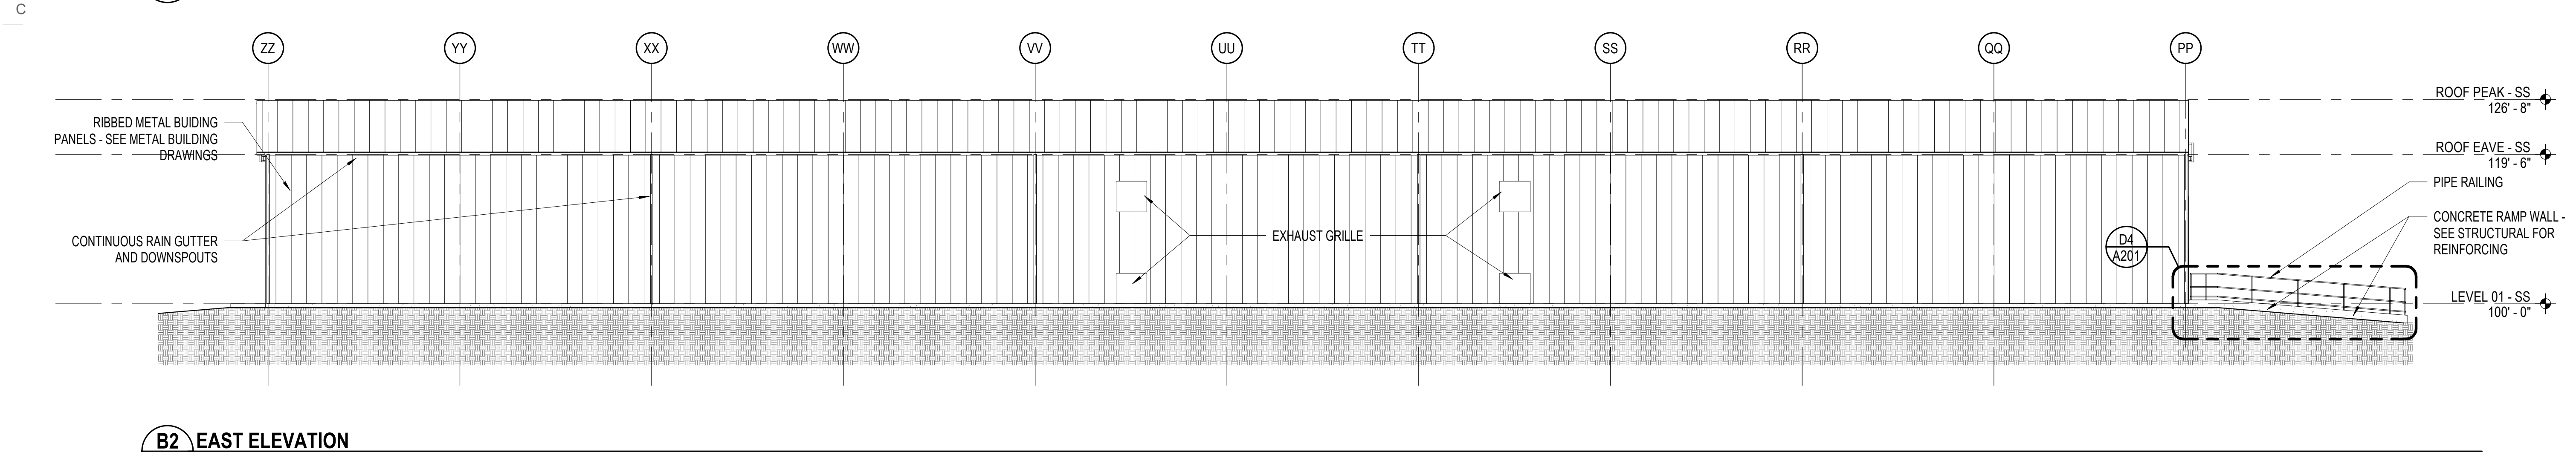 C
ZZ
YY
XX
WW
VV
UU
TT
SS
RR
QQ
PP
ROOF PEAK - SS
126' - 8"
RIBBED METAL BUIDING
PANELS - SEE METAL BUILDING
DRAWINGS
ROOF EAVE - SS
119' - 6"
PIPE RAILING
CONCRETE RAMP WALL -
SEE STRUCTURAL FOR
REINFORCING
CONTINUOUS RAIN GUTTER
AND DOWNSPOUTS
EXHAUST GRILLE
D4
A201
LEVEL 01 - SS
100' - 0"
B2 EAST ELEVATION